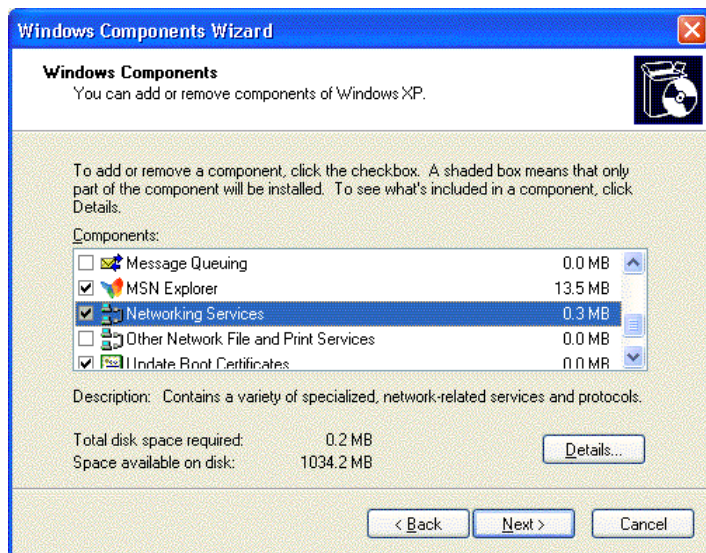 Windows Components Wizard
Windows Components
You can add or remove components of Windows XP.
To add or remove a component, click the checkbox. A shaded box means that only
part of the component will be installed. To see what's included in a component, click
Details.
Components:
Message Queuing 0.0 MB
MSN Explorer 13.5 MB
Networking Services 0.3 MB
Other Network File and Print Services 0.0 MB
Update Root Certificates 0.0 MB
Description: Contains a variety of specialized, network-related services and protocols.
Total disk space required: 0.2 MB
Space available on disk: 1034.2 MB
Details...
< Back Next > Cancel